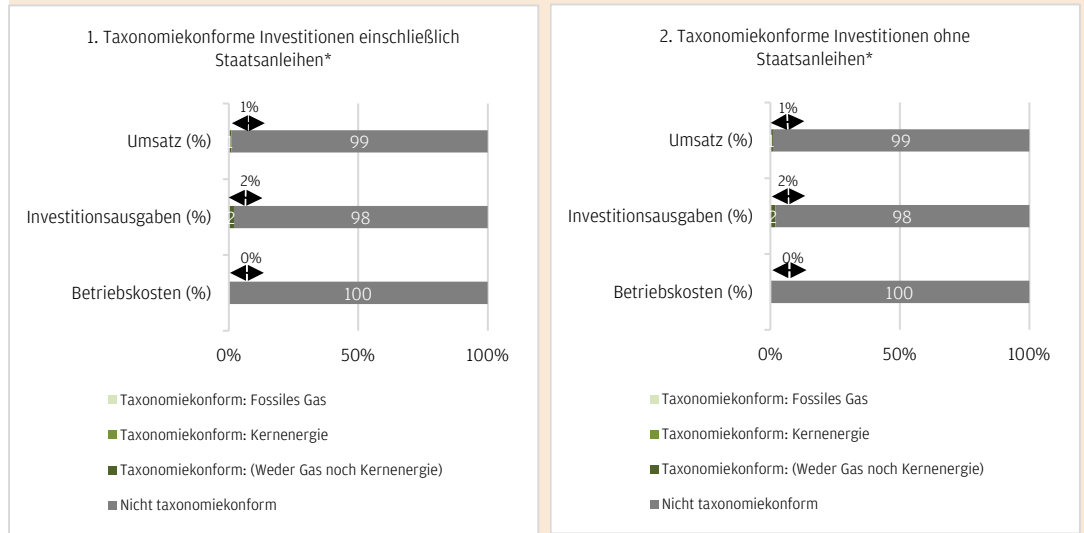 1. Taxonomiekonforme Investitionen einschließlich
Staatsanleihen*
1%
Umsatz (%)
1
99
2%
Investitionsausgaben (%)
2
98
0%
Betriebskosten (%)
100
0%
50%
100%
Taxonomiekonform: Fossiles Gas
Taxonomiekonform: Kernenergie
Taxonomiekonform: (Weder Gas noch Kernenergie)
Nicht taxonomiekonform
2. Taxonomiekonforme Investitionen ohne
Staatsanleihen*
1%
Umsatz (%)
1
99
2%
Investitionsausgaben (%)
2
98
0%
Betriebskosten (%)
100
0%
50%
100%
Taxonomiekonform: Fossiles Gas
Taxonomiekonform: Kernenergie
Taxonomiekonform: (Weder Gas noch Kernenergie)
Nicht taxonomiekonform